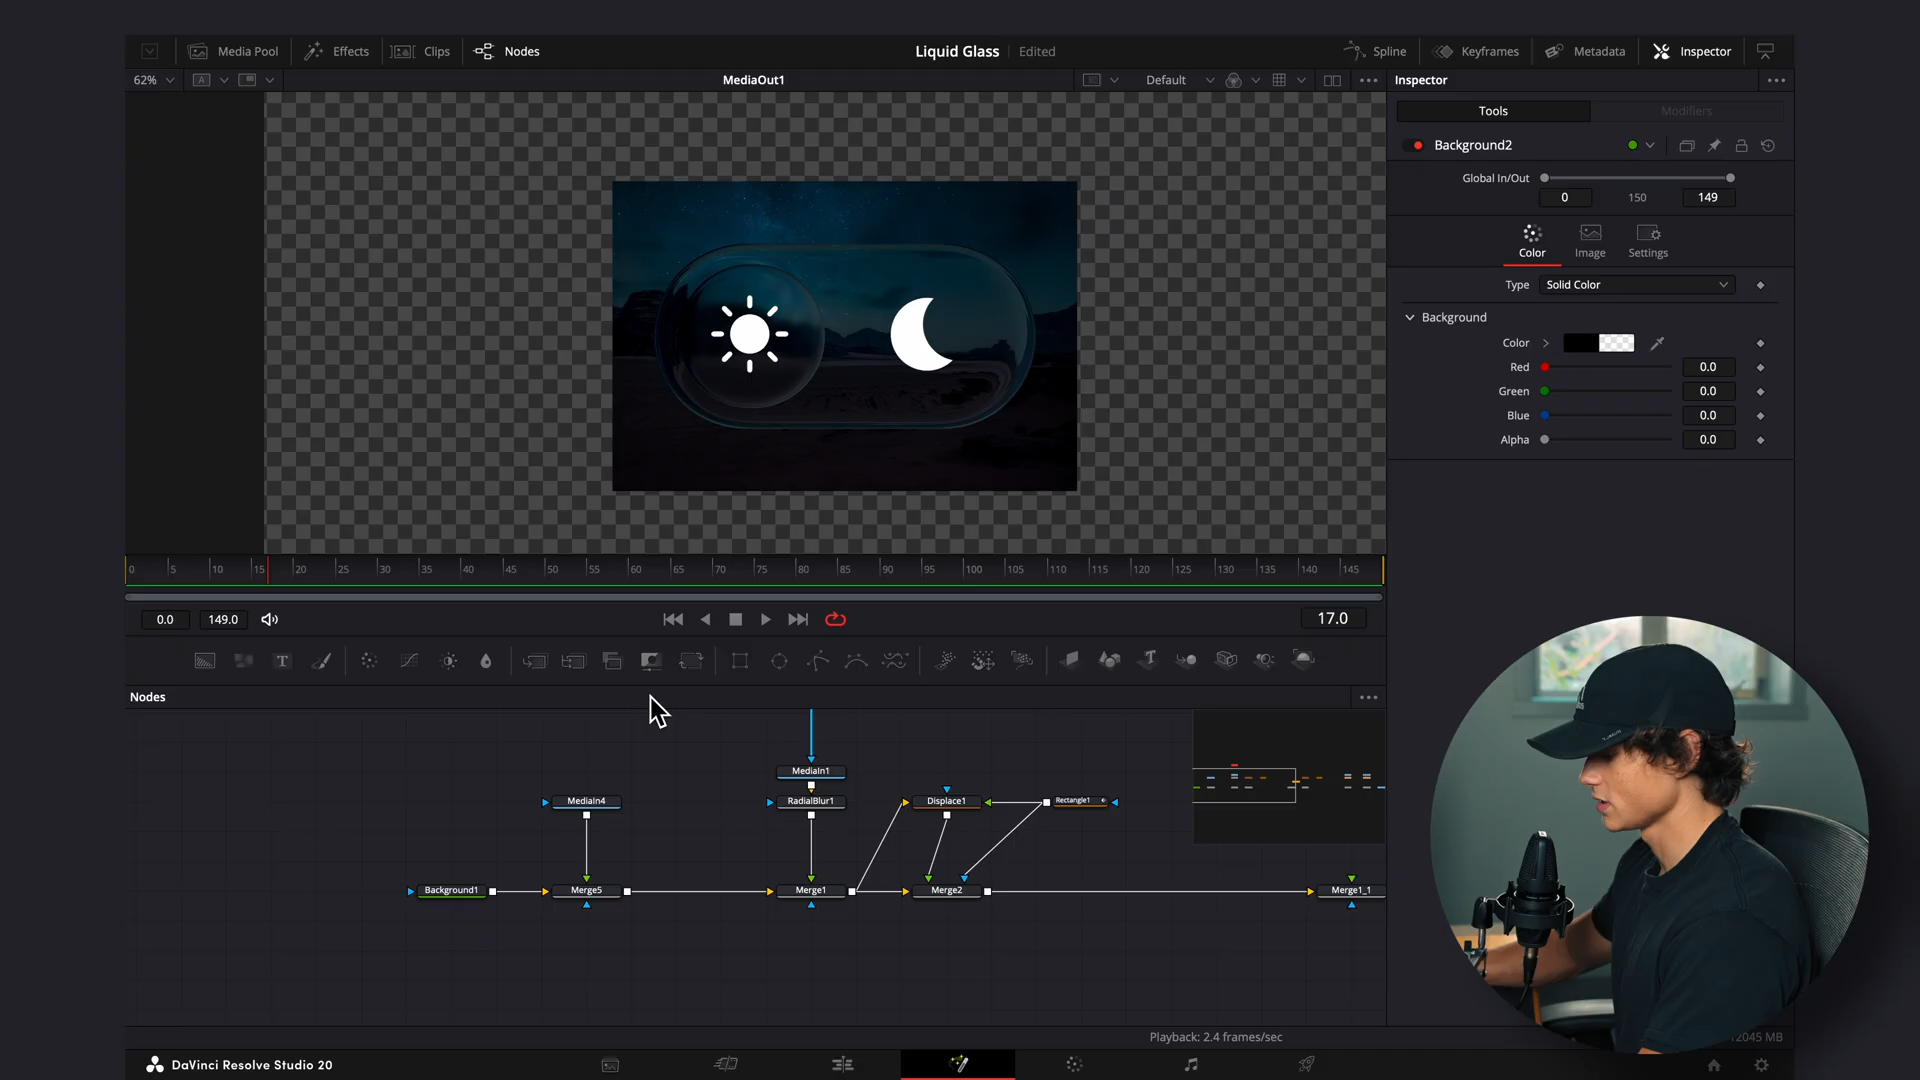 Media Pool Effects Clips Nodes Liquid Glass Edited Spline Keyframes Metadata Inspector
62% A MediaOut1 Default Inspector
Tools Modifiers
Background2
Global In/Out
0 150 149
Color Image Settings
Type Solid Color
Background
Color
Red 0.0
Green 0.0
Blue 0.0
Alpha 0.0
0 5 10 15 20 25 30 35 40 45 50 55 60 65 70 75 80 85 90 95 100 105 110 115 120 125 130 135 140 145
0.0 149.0 17.0
Nodes
MediaIn1
MediaIn4 RadialBlur1 Displace1 Rectangle1
Background1 Merge5 Merge1 Merge2 Merge1_1
Playback: 2.4 frames/sec 12045 MB
DaVinci Resolve Studio 20